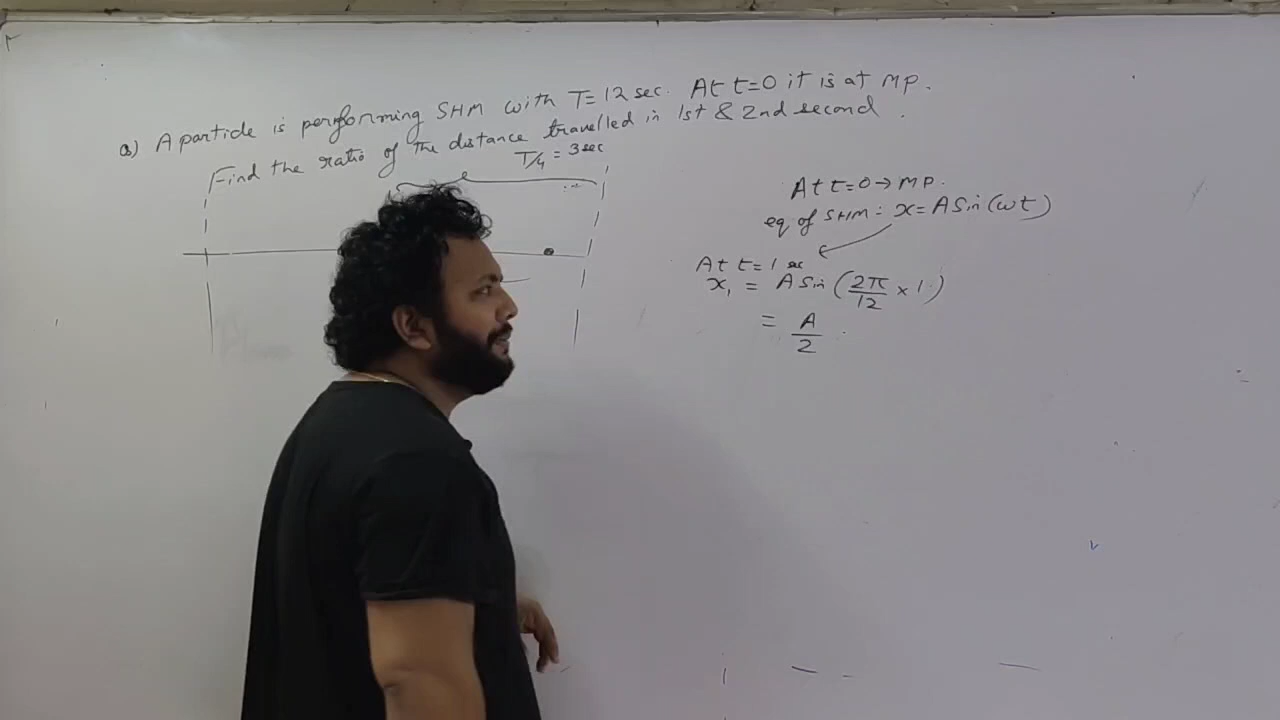 Q) A particle is performing SHM with T=12 sec. At t=0 it is at MP.
Find the ratio of the distance travelled in 1st & 2nd second.
T/4 = 3 sec
At t=0 → MP.
eq of SHM: x = A Sin(ωt)
At t=1 sec
x₁ = A Sin (2π/12 × 1)
= A/2